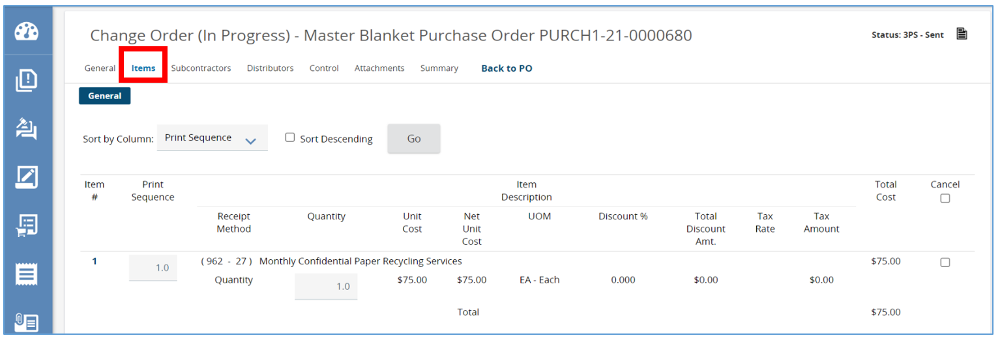 Change Order (In Progress) - Master Blanket Purchase Order PURCH1-21-0000680
Status: 3PS - Sent
General Items Subcontractors Distributors Control Attachments Summary Back to PO
General
Sort by Column: Print Sequence Sort Descending Go
Item Print Item Total Cancel
# Sequence Description Cost
Receipt Quantity Unit Net UOM Discount % Total Tax Tax
Method Cost Unit Discount Rate Amount
Cost Amt.
1 1.0 ( 962 - 27 ) Monthly Confidential Paper Recycling Services $75.00
Quantity 1.0 $75.00 $75.00 EA - Each 0.000 $0.00 $0.00
Total $75.00